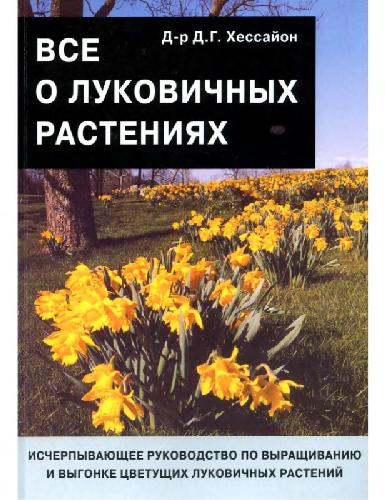 Д-р Д.Г. Хессайон
ВСЕ
О ЛУКОВИЧНЫХ
РАСТЕНИЯХ
ИСЧЕРПЫВАЮЩЕЕ РУКОВОДСТВО ПО ВЫРАЩИВАНИЮ
И ВЫГОНКЕ ЦВЕТУЩИХ ЛУКОВИЧНЫХ РАСТЕНИЙ